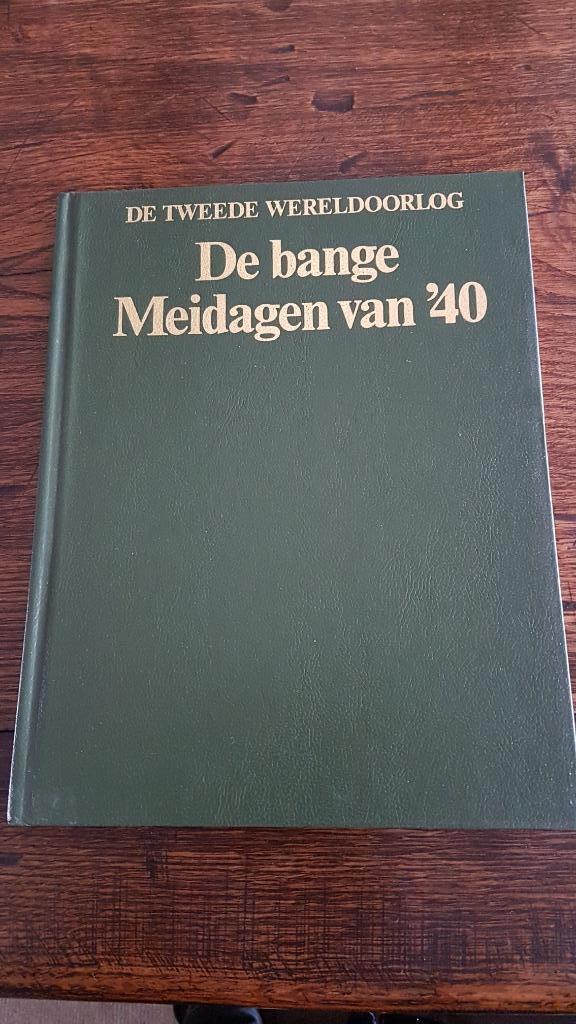 DE TWEEDE WERELDOORLOG
De bange
Meidagen van ’40